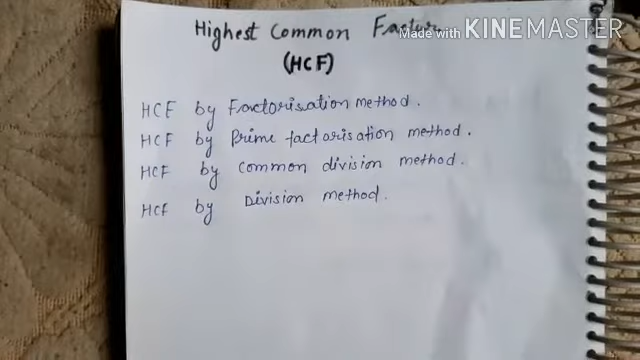 Highest Common Factor
Made with KINEMASTER
(HCF)
HCF by Factorisation method.
HCF by Prime factorisation method.
HCF by common division method.
HCF by Division method.